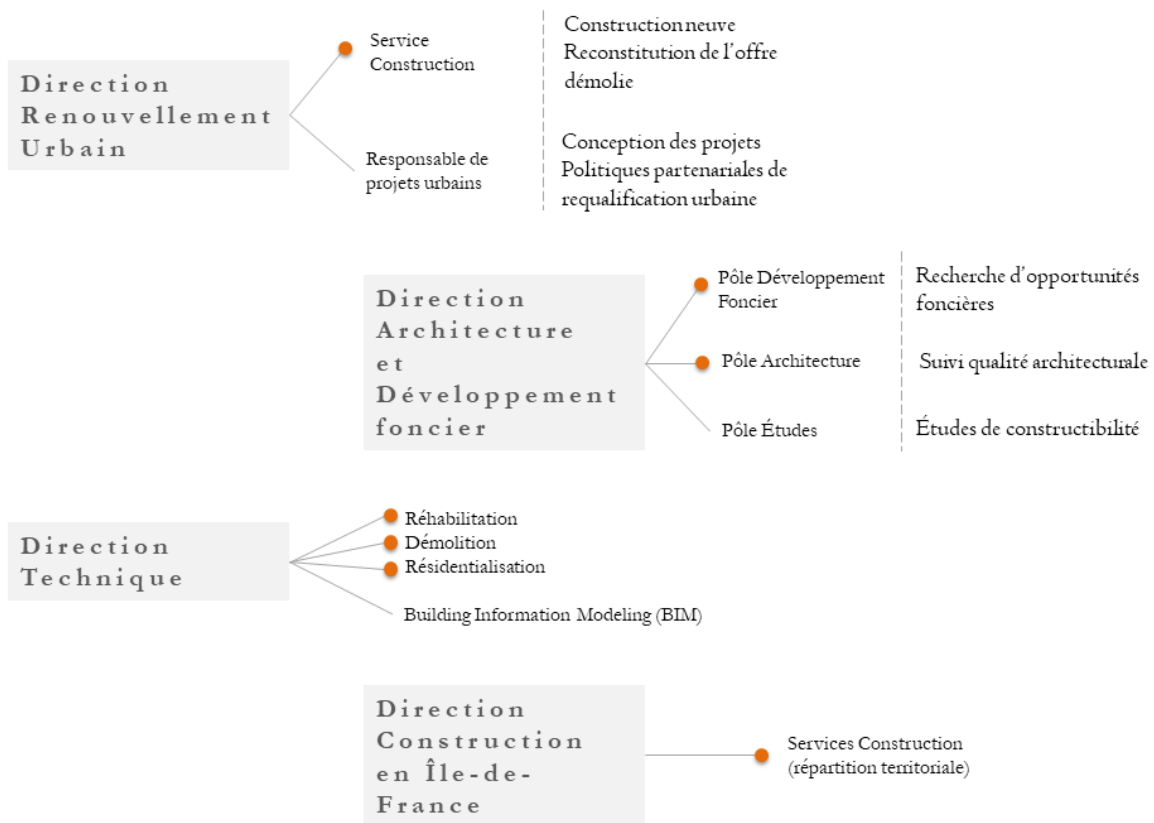 Direction
Renouvellement
Urbain
Service
Construction
Construction neuve
Reconstitution de l'offre
démolie
Responsable de
projets urbains
Conception des projets
Politiques partenariales de
requalification urbaine
Direction
Architecture
et
Développement
foncier
Pôle Développement
Foncier
Recherche d'opportunités
foncières
Pôle Architecture
Suivi qualité architecturale
Pôle Études
Études de constructibilité
Direction
Technique
Réhabilitation
Démolition
Résidentialisation
Building Information Modeling (BIM)
Direction
Construction
en Île-de-
France
Services Construction
(répartition territoriale)